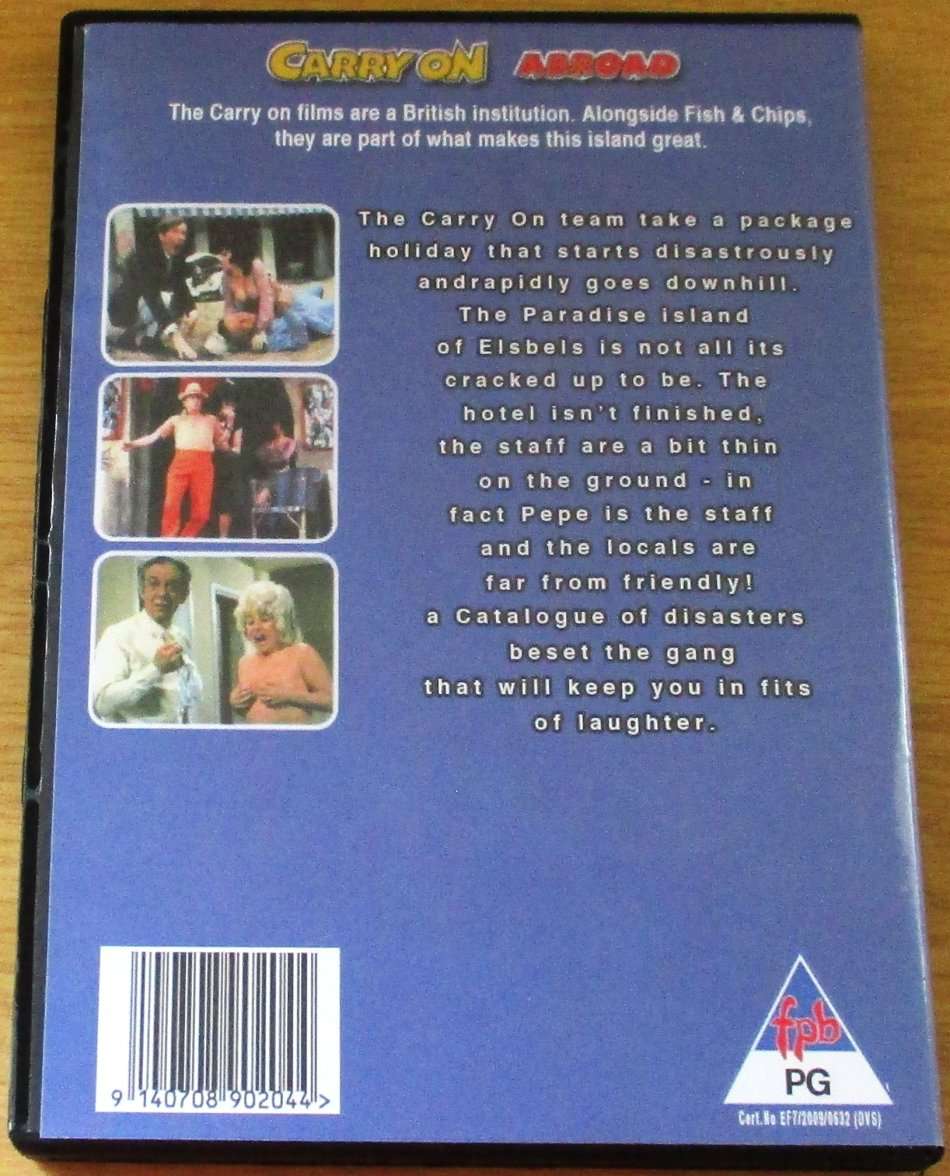 CARRY ON ABROAD
The Carry on films are a British institution. Alongside Fish & Chips,
they are part of what makes this island great.
The Carry On team take a package
holiday that starts disastrously
andrapidly goes downhill.
The Paradise island
of Elsbels is not all its
cracked up to be. The
hotel isn't finished,
the staff are a bit thin
on the ground - in
fact Pepe is the staff
and the locals are
far from friendly!
a Catalogue of disasters
beset the gang
that will keep you in fits
of laughter.
9 140708 902044 >
fpb
PG
Cert.No EF7/2009/0632 (DVS)